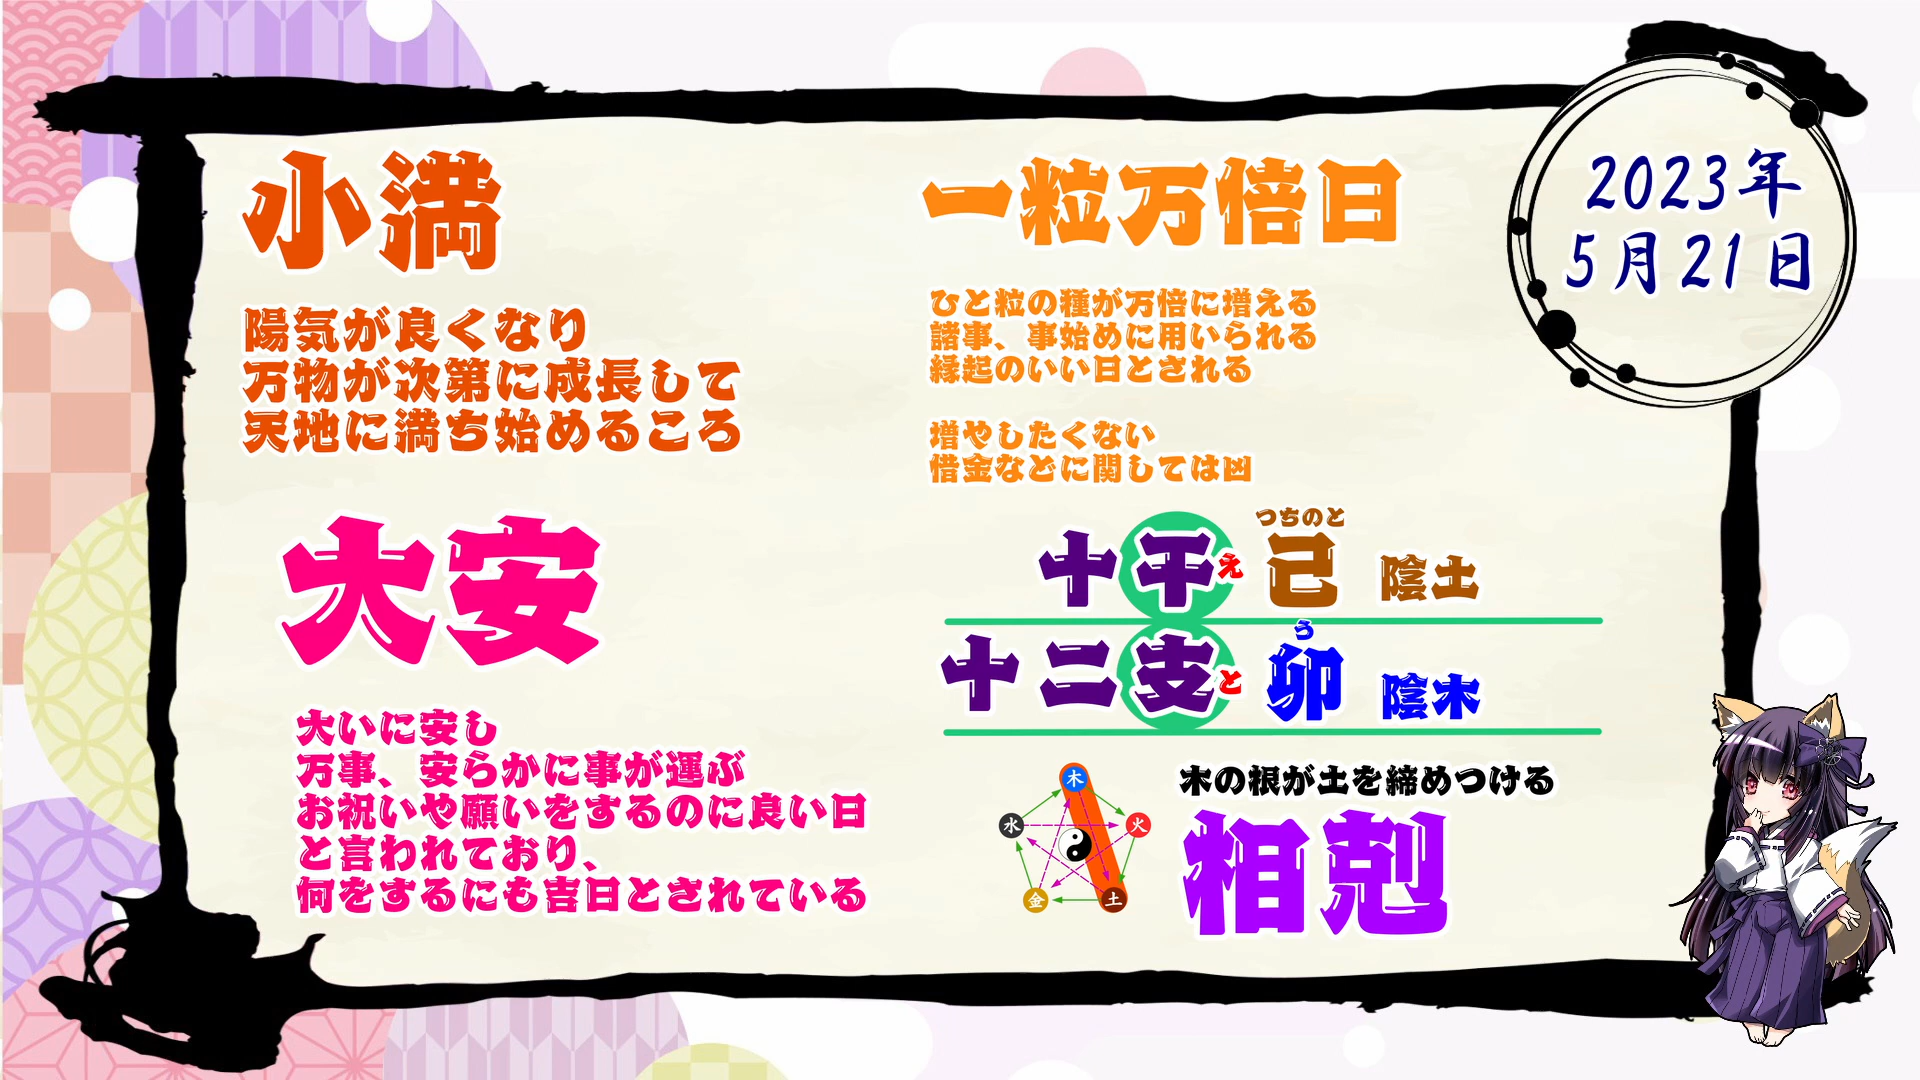 小満
陽気が良くなり
万物が次第に成長して
天地に満ち始めるころ
大安
大いに安し
万事、安らかに事が運ぶ
お祝いや願いをするのに良い日
と言われており、
何をするにも吉日とされている
一粒万倍日
ひと粒の種が万倍に増える
諸事、事始めに用いられる
縁起のいい日とされる
増やしたくない
借金などに関しては凶
2023年
5月21日
つちのと
十干え 己 陰土
う
十二支と 卯 陰木
木
水 火
金 土
木の根が土を締めつける
相剋